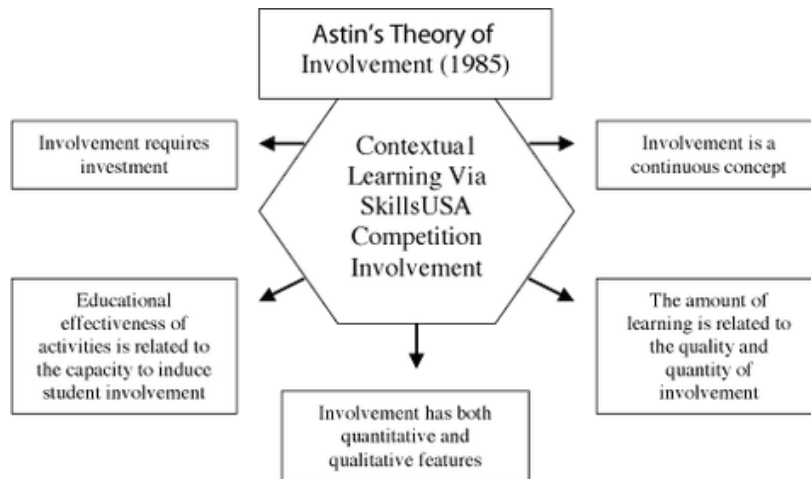 Astin's Theory of
Involvement (1985)
Involvement requires
investment
Contextual
Learning Via
SkillsUSA
Competition
Involvement
Involvement is a
continuous concept
Educational
effectiveness of
activities is related to
the capacity to induce
student involvement
The amount of
learning is related to
the quality and
quantity of
involvement
Involvement has both
quantitative and
qualitative features